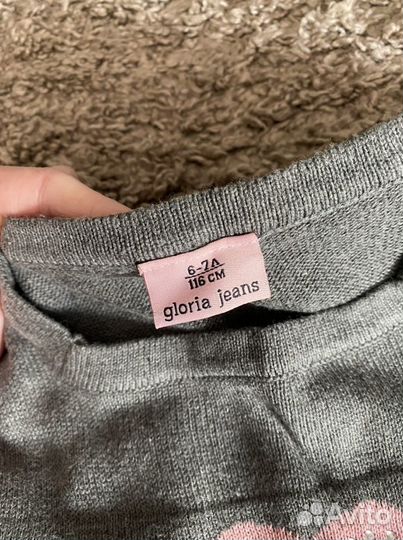 6-7Л
116 СМ
gloria jeans
Avito